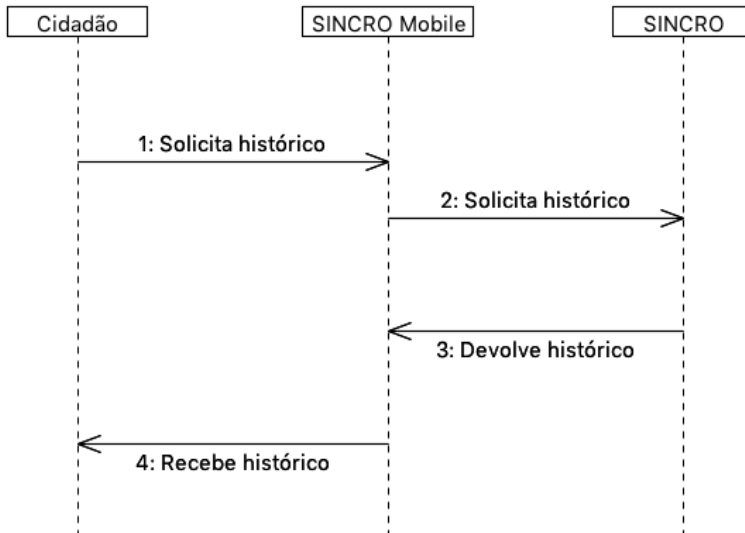 Cidadão
SINCRO Mobile
SINCRO
1: Solicita histórico
2: Solicita histórico
3: Devolve histórico
4: Recebe histórico